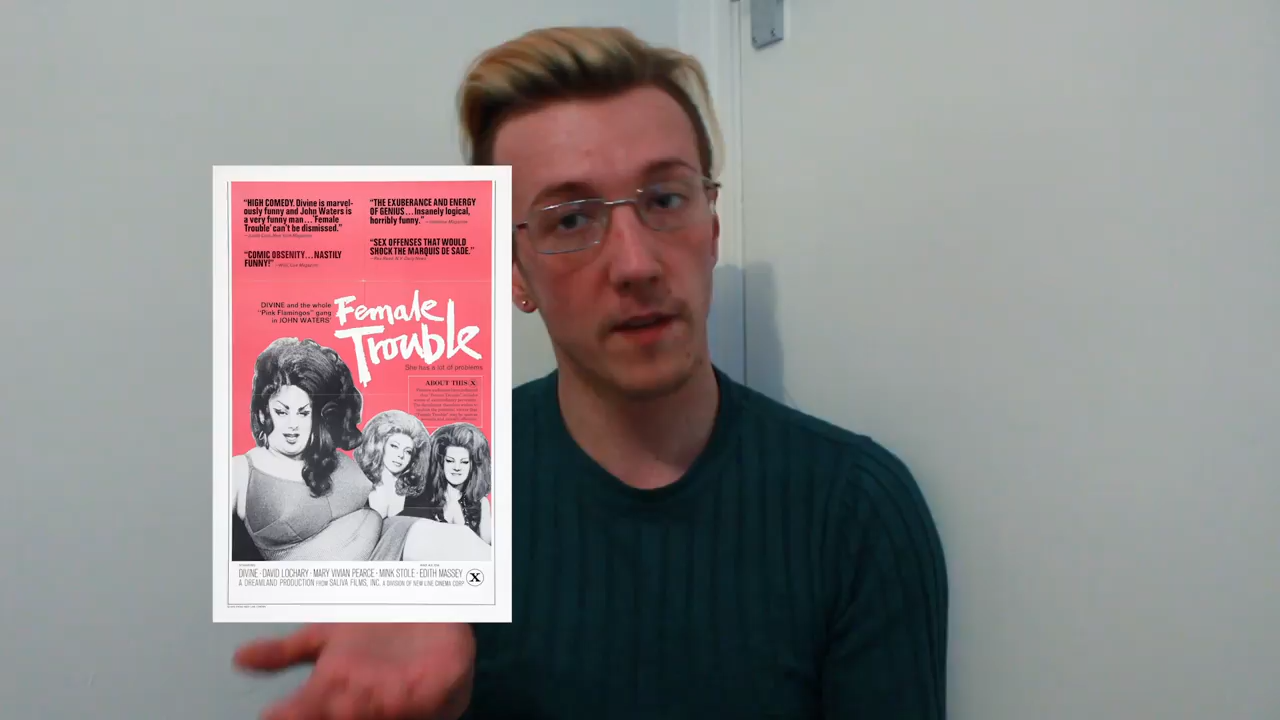 "HIGH COMEDY. Divine is marvel-
ously funny and John Waters is
a very funny man...'Female
Trouble' can't be dismissed."
"COMIC OBSENITY...NASTILY
FUNNY!"
"THE EXUBERANCE AND ENERGY
OF GENIUS...Insanely logical,
horribly funny."
"SEX OFFENSES THAT WOULD
SHOCK THE MARQUIS DE SADE."
DIVINE and the whole
"Pink Flamingos" gang
in JOHN WATERS'
Female
Trouble
She has a lot of problems
ABOUT THIS X
DIVINE · DAVID LOCHARY · MARY VIVIAN PEARCE · MINK STOLE · EDITH MASSEY
A DREAMLAND PRODUCTION FROM SALIVA FILMS, INC. A DIVISION OF NEW LINE CINEMA CORP.
X